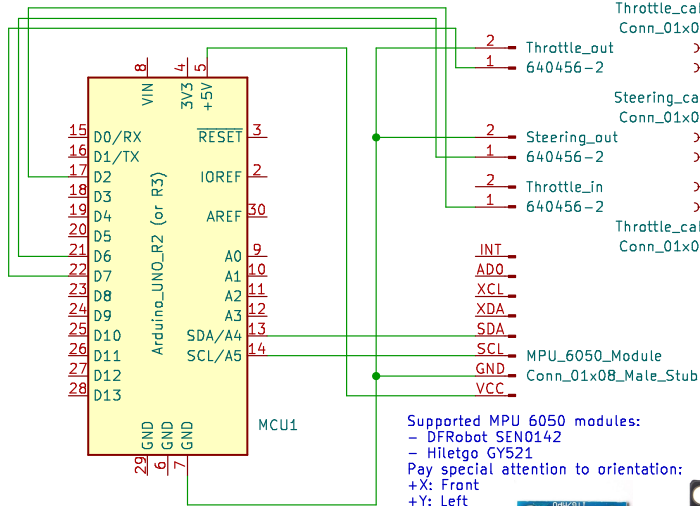 Throttle_ca
Conn_01x0
2 Throttle_out
1 640456-2
8 4 5
VIN 3V3 +5V
Steering_ca
Conn_01x0
15 D0/RX RESET 3
2 Steering_out
16 D1/TX
1 640456-2
17 D2 IOREF 2
2 Throttle_in
18 D3
1 640456-2
19 D4 AREF 30
Throttle_ca
20 D5
Conn_01x0
21 D6 A0 9
INT
22 D7 A1 10
AD0
23 D8 A2 11
XCL
24 D9 A3 12
XDA
25 D10 SDA/A4 13
SDA
26 D11 SCL/A5 14
SCL MPU_6050_Module
27 D12
GND Conn_01x08_Male_Stub
28 D13
VCC
Arduino_UNO_R2 (or R3)
GND GND GND
29 6 7
MCU1
Supported MPU 6050 modules:
- DFRobot SEN0142
- Hiletgo GY521
Pay special attention to orientation:
+X: Front
+Y: Left